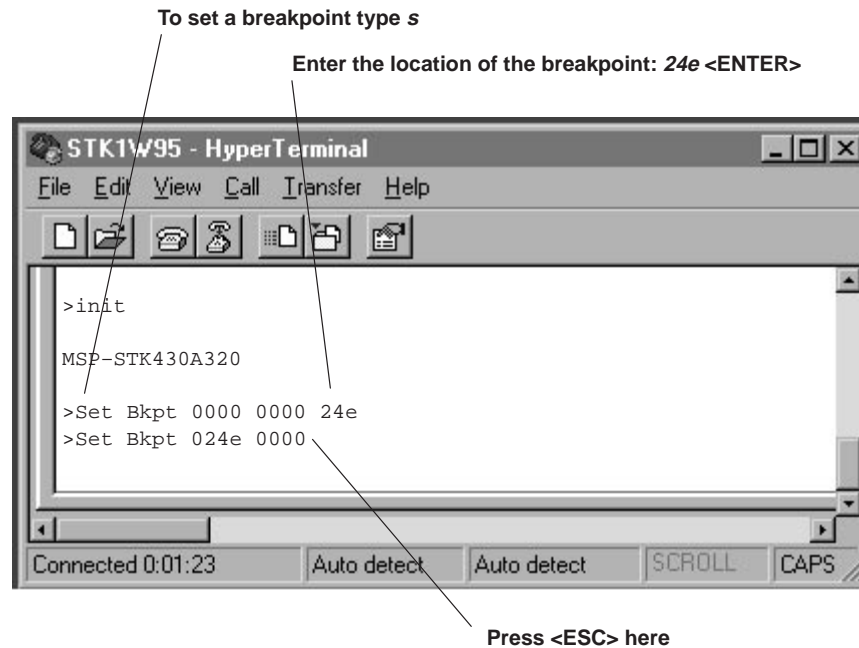 To set a breakpoint type s
Enter the location of the breakpoint: 24e <ENTER>
STK1W95 - HyperTerminal
File Edit View Call Transfer Help
>init
MSP-STK430A320
>Set Bkpt 0000 0000 24e
>Set Bkpt 024e 0000
Connected 0:01:23 Auto detect Auto detect SCROLL CAPS
Press <ESC> here